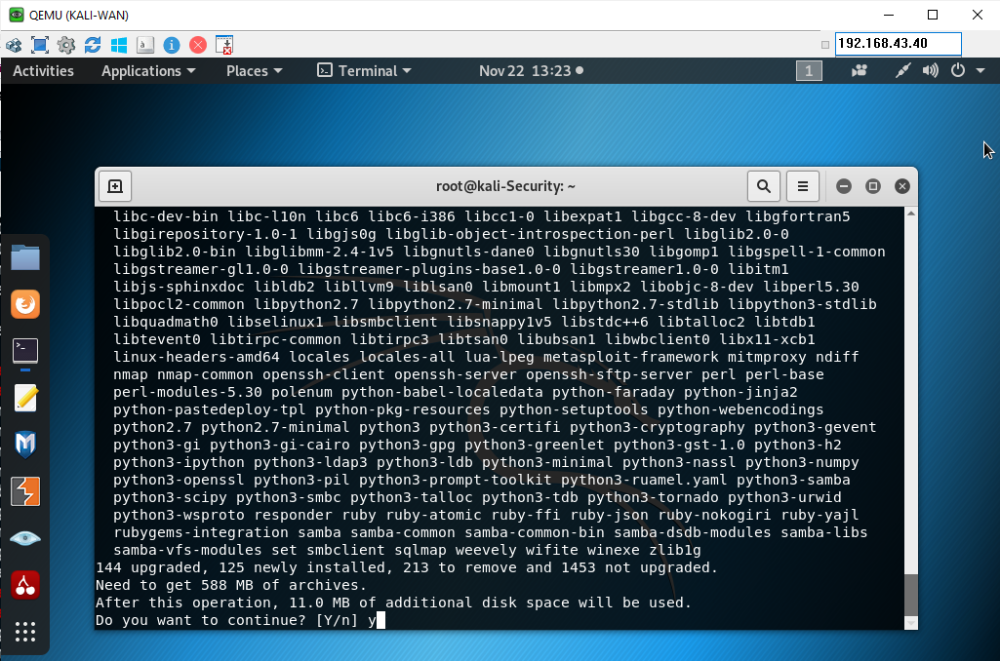 QEMU (KALI-WAN)
192.168.43.40
Activities Applications Places Terminal Nov 22 13:23 1
root@kali-Security: ~
libc-dev-bin libc-l10n libc6 libc6-i386 libcc1-0 libexpat1 libgcc-8-dev libgfortran5
libgirepository-1.0-1 libgjs0g libglib-object-introspection-perl libglib2.0-0
libglib2.0-bin libglibmm-2.4-1v5 libgnutls-dane0 libgnutls30 libgomp1 libgspell-1-common
libgstreamer-gl1.0-0 libgstreamer-plugins-base1.0-0 libgstreamer1.0-0 libitm1
libjs-sphinxdoc libldb2 libllvm9 liblsan0 libmount1 libmpx2 libobjc-8-dev libperl5.30
libpocl2-common libpython2.7 libpython2.7-minimal libpython2.7-stdlib libpython3-stdlib
libquadmath0 libselinux1 libsmbclient libsnappy1v5 libstdc++6 libtalloc2 libtdb1
libtevent0 libtirpc-common libtirpc3 libtsan0 libubsan1 libwbclient0 libx11-xcb1
linux-headers-amd64 locales locales-all lua-lpeg metasploit-framework mitmproxy ndiff
nmap nmap-common openssh-client openssh-server openssh-sftp-server perl perl-base
perl-modules-5.30 polenum python-babel-localedata python-faraday python-jinja2
python-pastedeploy-tpl python-pkg-resources python-setuptools python-webencodings
python2.7 python2.7-minimal python3 python3-certifi python3-cryptography python3-gevent
python3-gi python3-gi-cairo python3-gpg python3-greenlet python3-gst-1.0 python3-h2
python3-ipython python3-ldap3 python3-ldb python3-minimal python3-nassl python3-numpy
python3-openssl python3-pil python3-prompt-toolkit python3-ruamel.yaml python3-samba
python3-scipy python3-smbc python3-talloc python3-tdb python3-tornado python3-urwid
python3-wsproto responder ruby ruby-atomic ruby-ffi ruby-json ruby-nokogiri ruby-yajl
rubygems-integration samba samba-common samba-common-bin samba-dsdb-modules samba-libs
samba-vfs-modules set smbclient sqlmap weevely wifite winexe zlib1g
144 upgraded, 125 newly installed, 213 to remove and 1453 not upgraded.
Need to get 588 MB of archives.
After this operation, 11.0 MB of additional disk space will be used.
Do you want to continue? [Y/n] y